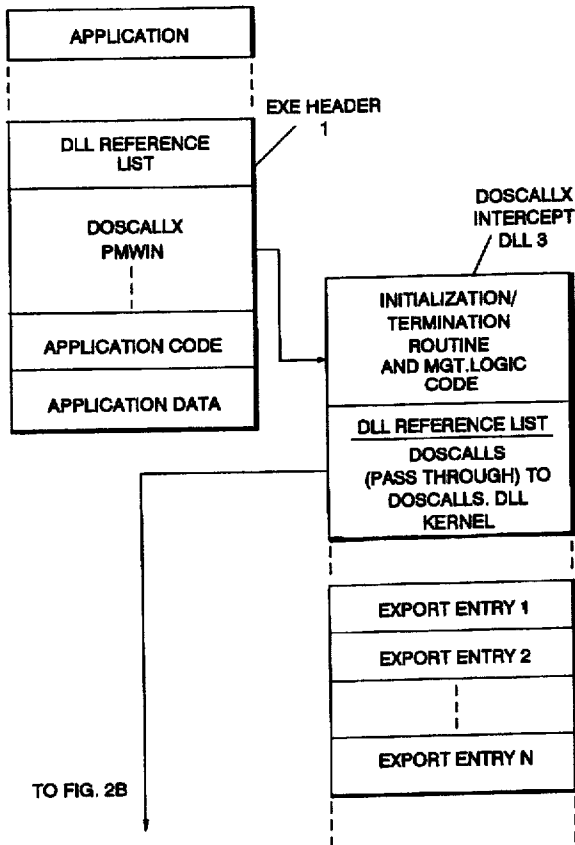 APPLICATION
EXE HEADER
1
DLL REFERENCE
LIST
DOSCALLX
PMWIN
APPLICATION CODE
APPLICATION DATA
DOSCALLX
INTERCEPT
DLL 3
INITIALIZATION/
TERMINATION
ROUTINE
AND MGT.LOGIC
CODE
DLL REFERENCE LIST
DOSCALLS
(PASS THROUGH) TO
DOSCALLS. DLL
KERNEL
EXPORT ENTRY 1
EXPORT ENTRY 2
EXPORT ENTRY N
TO FIG. 2B